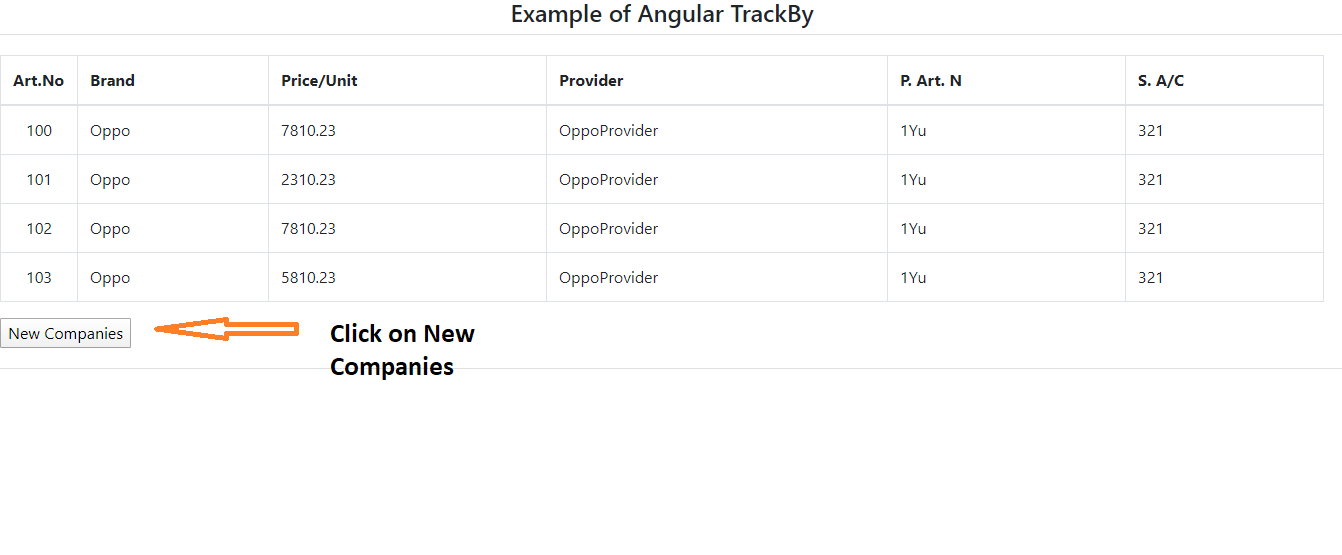 Example of Angular TrackBy
Art.No Brand Price/Unit Provider P. Art. N S. A/C
100 Oppo 7810.23 OppoProvider 1Yu 321
101 Oppo 2310.23 OppoProvider 1Yu 321
102 Oppo 7810.23 OppoProvider 1Yu 321
103 Oppo 5810.23 OppoProvider 1Yu 321
New Companies
Click on New
Companies